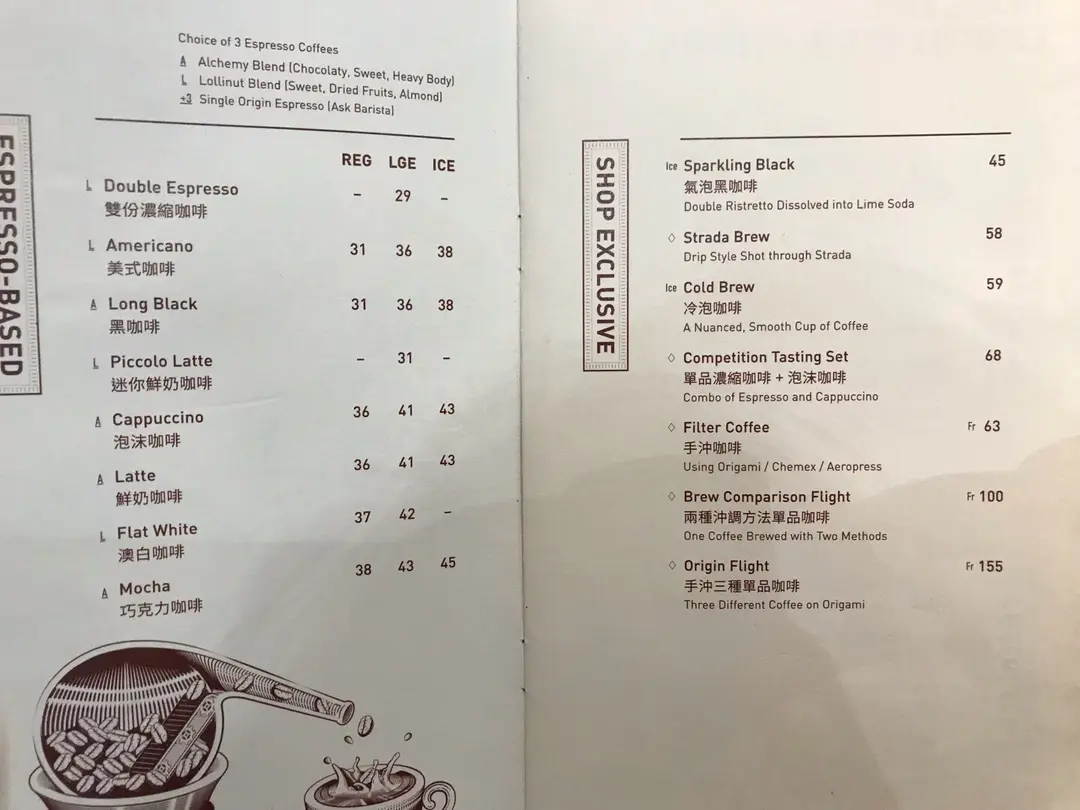 Choice of 3 Espresso Coffees
A Alchemy Blend (Chocolaty, Sweet, Heavy Body)
L Lollinut Blend (Sweet, Dried Fruits, Almond)
+3 Single Origin Espresso (Ask Barista)
ESPRESSO-BASED
REG LGE ICE
L Double Espresso – 29 –
雙份濃縮咖啡
L Americano 31 36 38
美式咖啡
A Long Black 31 36 38
黑咖啡
L Piccolo Latte – 31 –
迷你鮮奶咖啡
A Cappuccino 36 41 43
泡沫咖啡
A Latte 36 41 43
鮮奶咖啡
L Flat White 37 42 –
澳白咖啡
A Mocha 38 43 45
巧克力咖啡
SHOP EXCLUSIVE
Ice Sparkling Black 45
氣泡黑咖啡
Double Ristretto Dissolved into Lime Soda
◇ Strada Brew 58
Drip Style Shot through Strada
Ice Cold Brew 59
冷泡咖啡
A Nuanced, Smooth Cup of Coffee
◇ Competition Tasting Set 68
單品濃縮咖啡 + 泡沫咖啡
Combo of Espresso and Cappuccino
◇ Filter Coffee Fr 63
手沖咖啡
Using Origami / Chemex / Aeropress
◇ Brew Comparison Flight Fr 100
兩種沖調方法單品咖啡
One Coffee Brewed with Two Methods
◇ Origin Flight Fr 155
手沖三種單品咖啡
Three Different Coffee on Origami